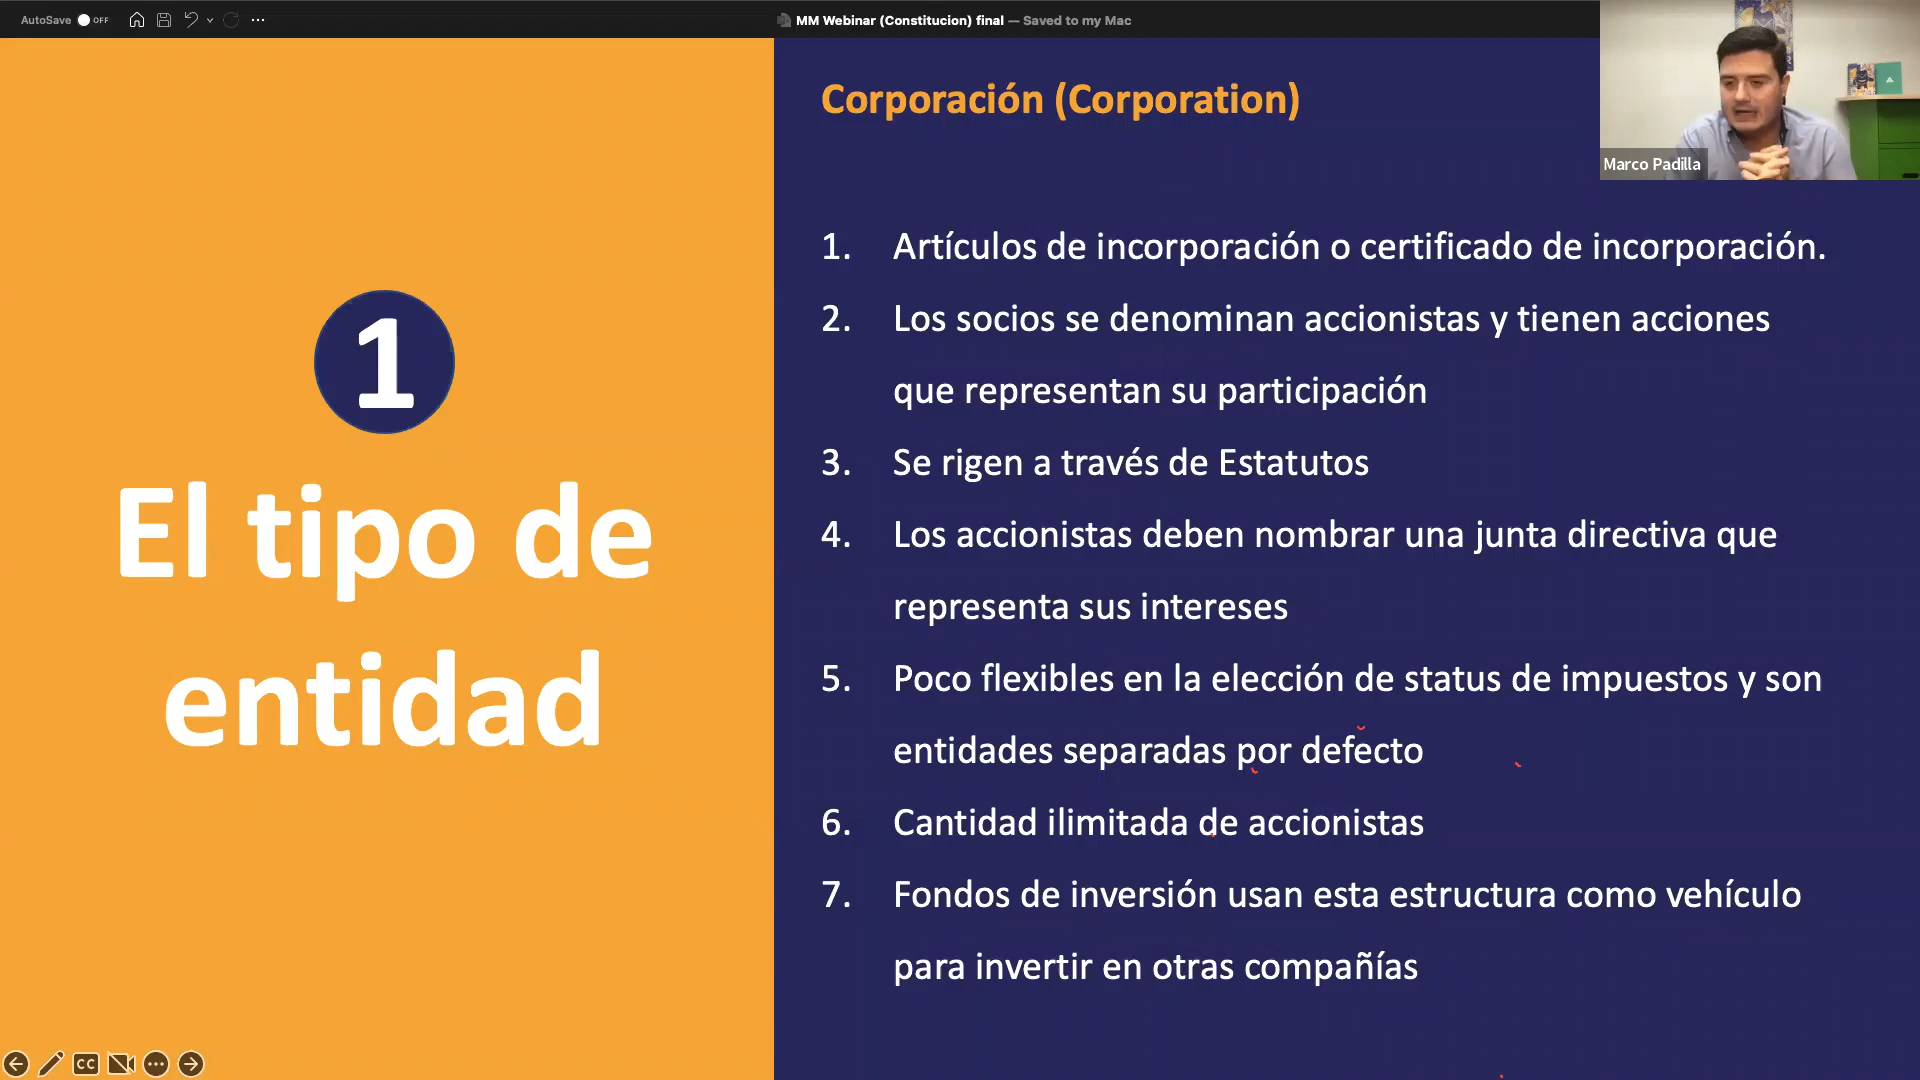 AutoSave OFF
MM Webinar (Constitucion) final — Saved to my Mac
Marco Padilla
1
El tipo de
entidad
Corporación (Corporation)
1. Artículos de incorporación o certificado de incorporación.
2. Los socios se denominan accionistas y tienen acciones
que representan su participación
3. Se rigen a través de Estatutos
4. Los accionistas deben nombrar una junta directiva que
representa sus intereses
5. Poco flexibles en la elección de status de impuestos y son
entidades separadas por defecto
6. Cantidad ilimitada de accionistas
7. Fondos de inversión usan esta estructura como vehículo
para invertir en otras compañías
CC